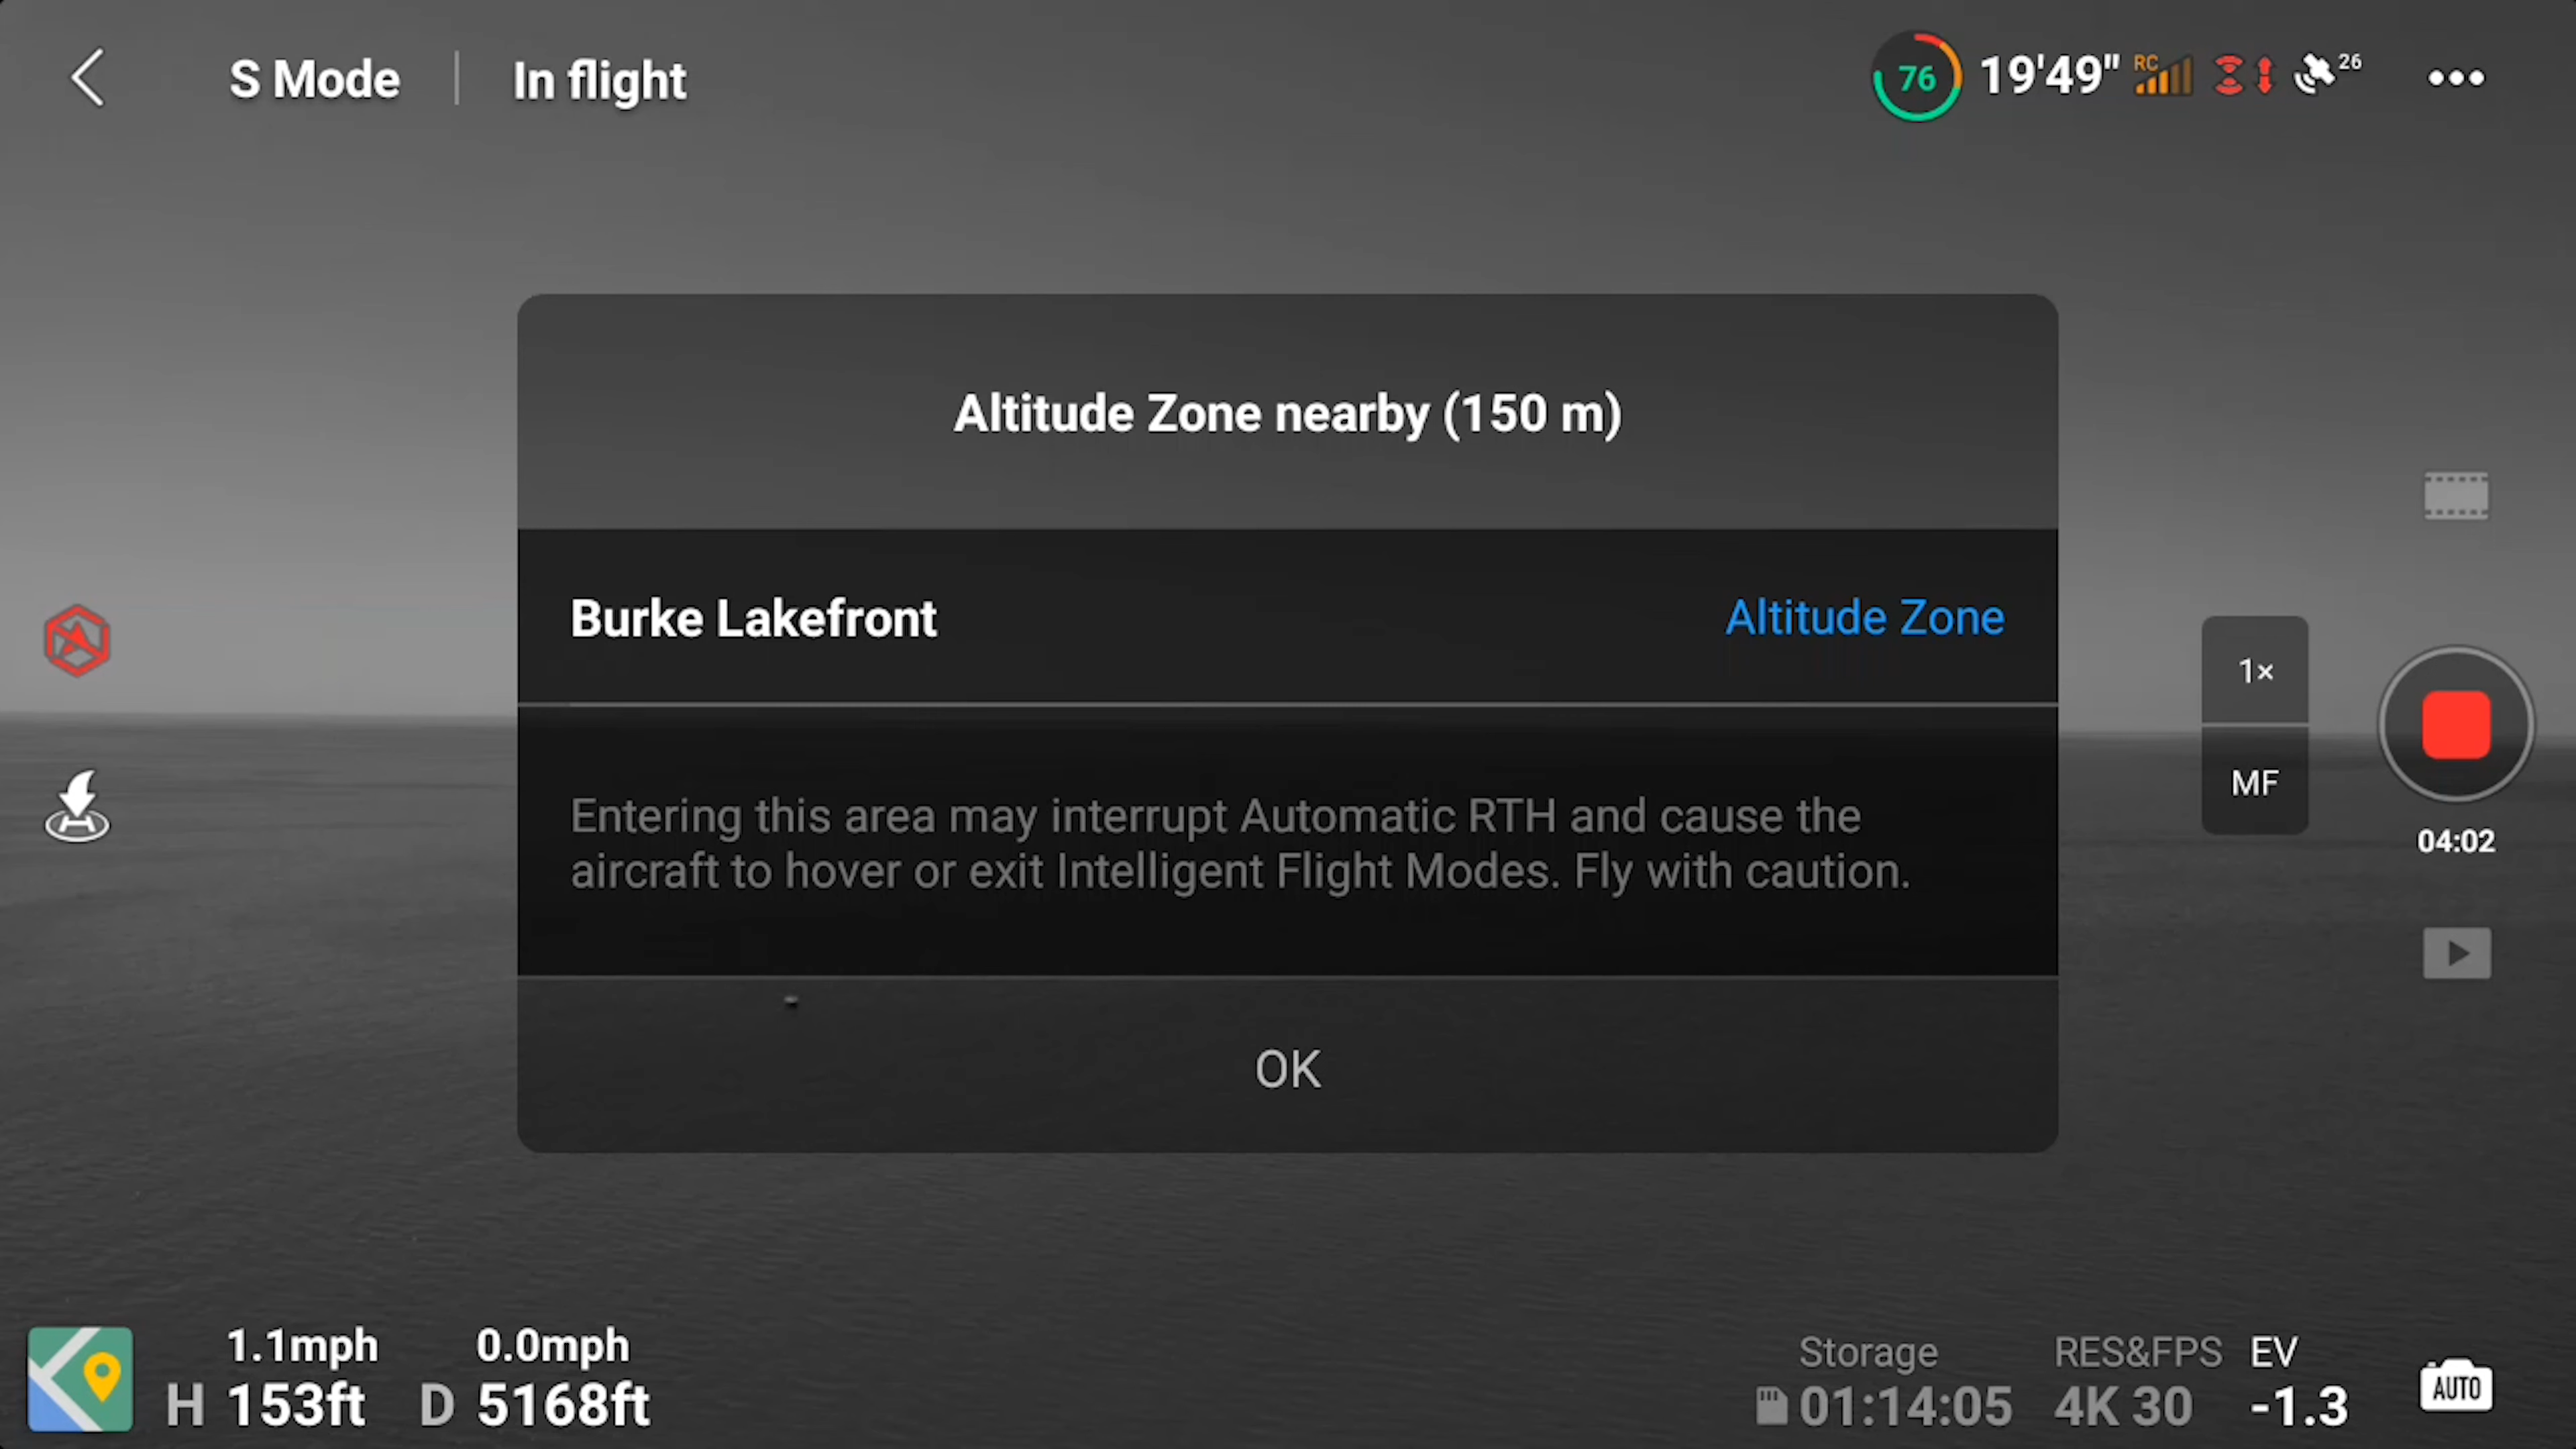 S Mode | In flight
76 19'49" RC 26
Altitude Zone nearby (150 m)
Burke Lakefront Altitude Zone
Entering this area may interrupt Automatic RTH and cause the
aircraft to hover or exit Intelligent Flight Modes. Fly with caution.
OK
1×
MF
04:02
1.1mph 0.0mph
H 153ft D 5168ft
Storage RES&FPS EV
01:14:05 4K 30 -1.3
AUTO